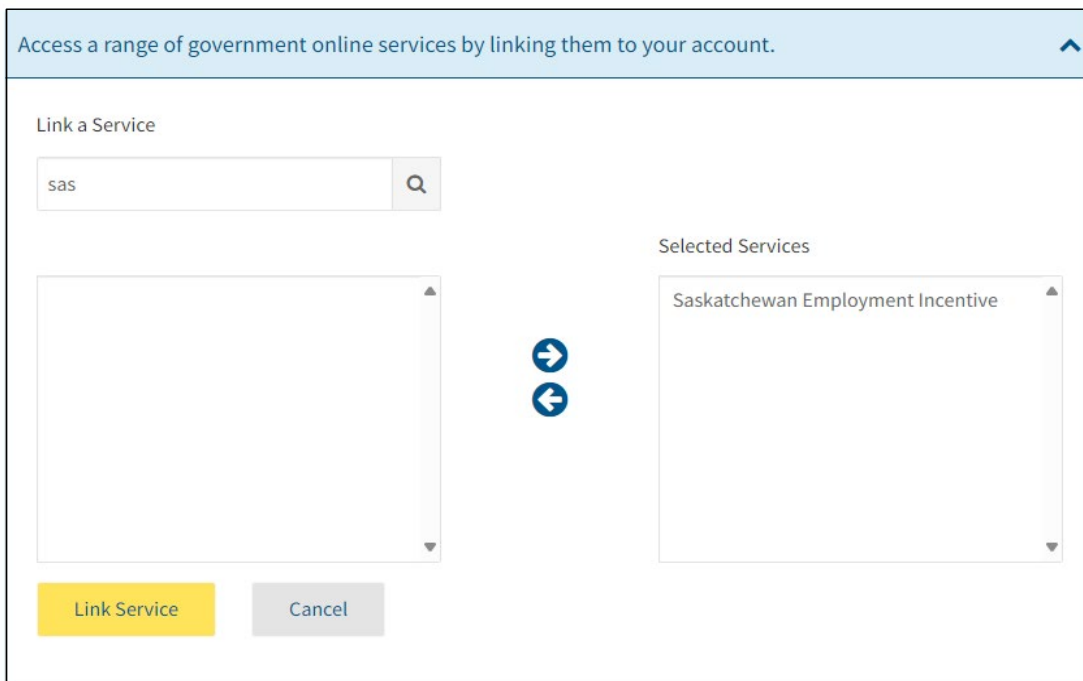 Access a range of government online services by linking them to your account.
Link a Service
sas
Selected Services
Saskatchewan Employment Incentive
Link Service
Cancel